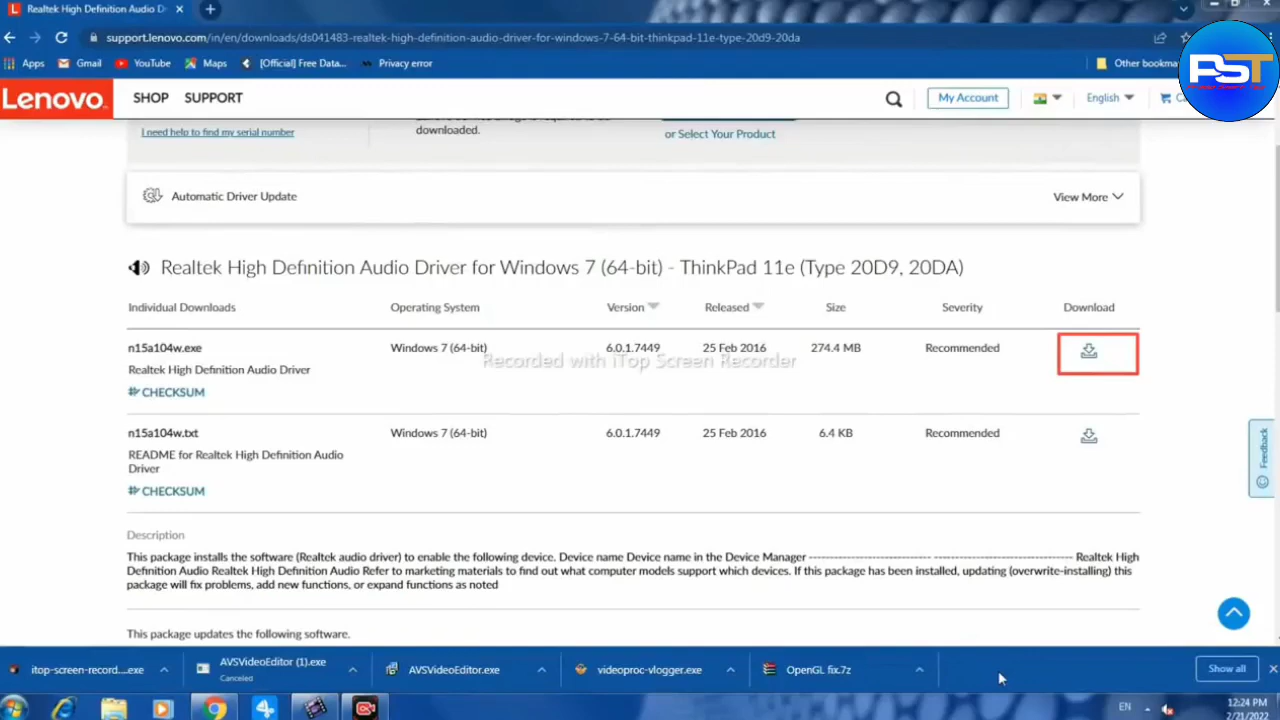 Realtek High Definition Audio D
support.lenovo.com/in/en/downloads/ds041483-realtek-high-definition-audio-driver-for-windows-7-64-bit-thinkpad-11e-type-20d9-20da
Apps Gmail YouTube Maps [Official] Free Data... Privacy error Other bookma
PST
Lenovo SHOP SUPPORT My Account English
I need help to find my serial number
downloaded.
or Select Your Product
Automatic Driver Update View More
Realtek High Definition Audio Driver for Windows 7 (64-bit) - ThinkPad 11e (Type 20D9, 20DA)
Individual Downloads Operating System Version Released Size Severity Download
n15a104w.exe Windows 7 (64-bit) 6.0.1.7449 25 Feb 2016 274.4 MB Recommended
Recorded with iTop Screen Recorder
Realtek High Definition Audio Driver
CHECKSUM
n15a104w.txt Windows 7 (64-bit) 6.0.1.7449 25 Feb 2016 6.4 KB Recommended
README for Realtek High Definition Audio
Driver
CHECKSUM
Feedback
Description
This package installs the software (Realtek audio driver) to enable the following device. Device name Device name in the Device Manager ------------------------------------- ----------------------------------- Realtek High
Definition Audio Realtek High Definition Audio Refer to marketing materials to find out what computer models support which devices. If this package has been installed, updating (overwrite-installing) this
package will fix problems, add new functions, or expand functions as noted
This package updates the following software.
itop-screen-record....exe AVSVideoEditor (1).exe AVSVideoEditor.exe videoproc-vlogger.exe OpenGL fix.7z Show all
Canceled
EN 12:24 PM
2/21/2022